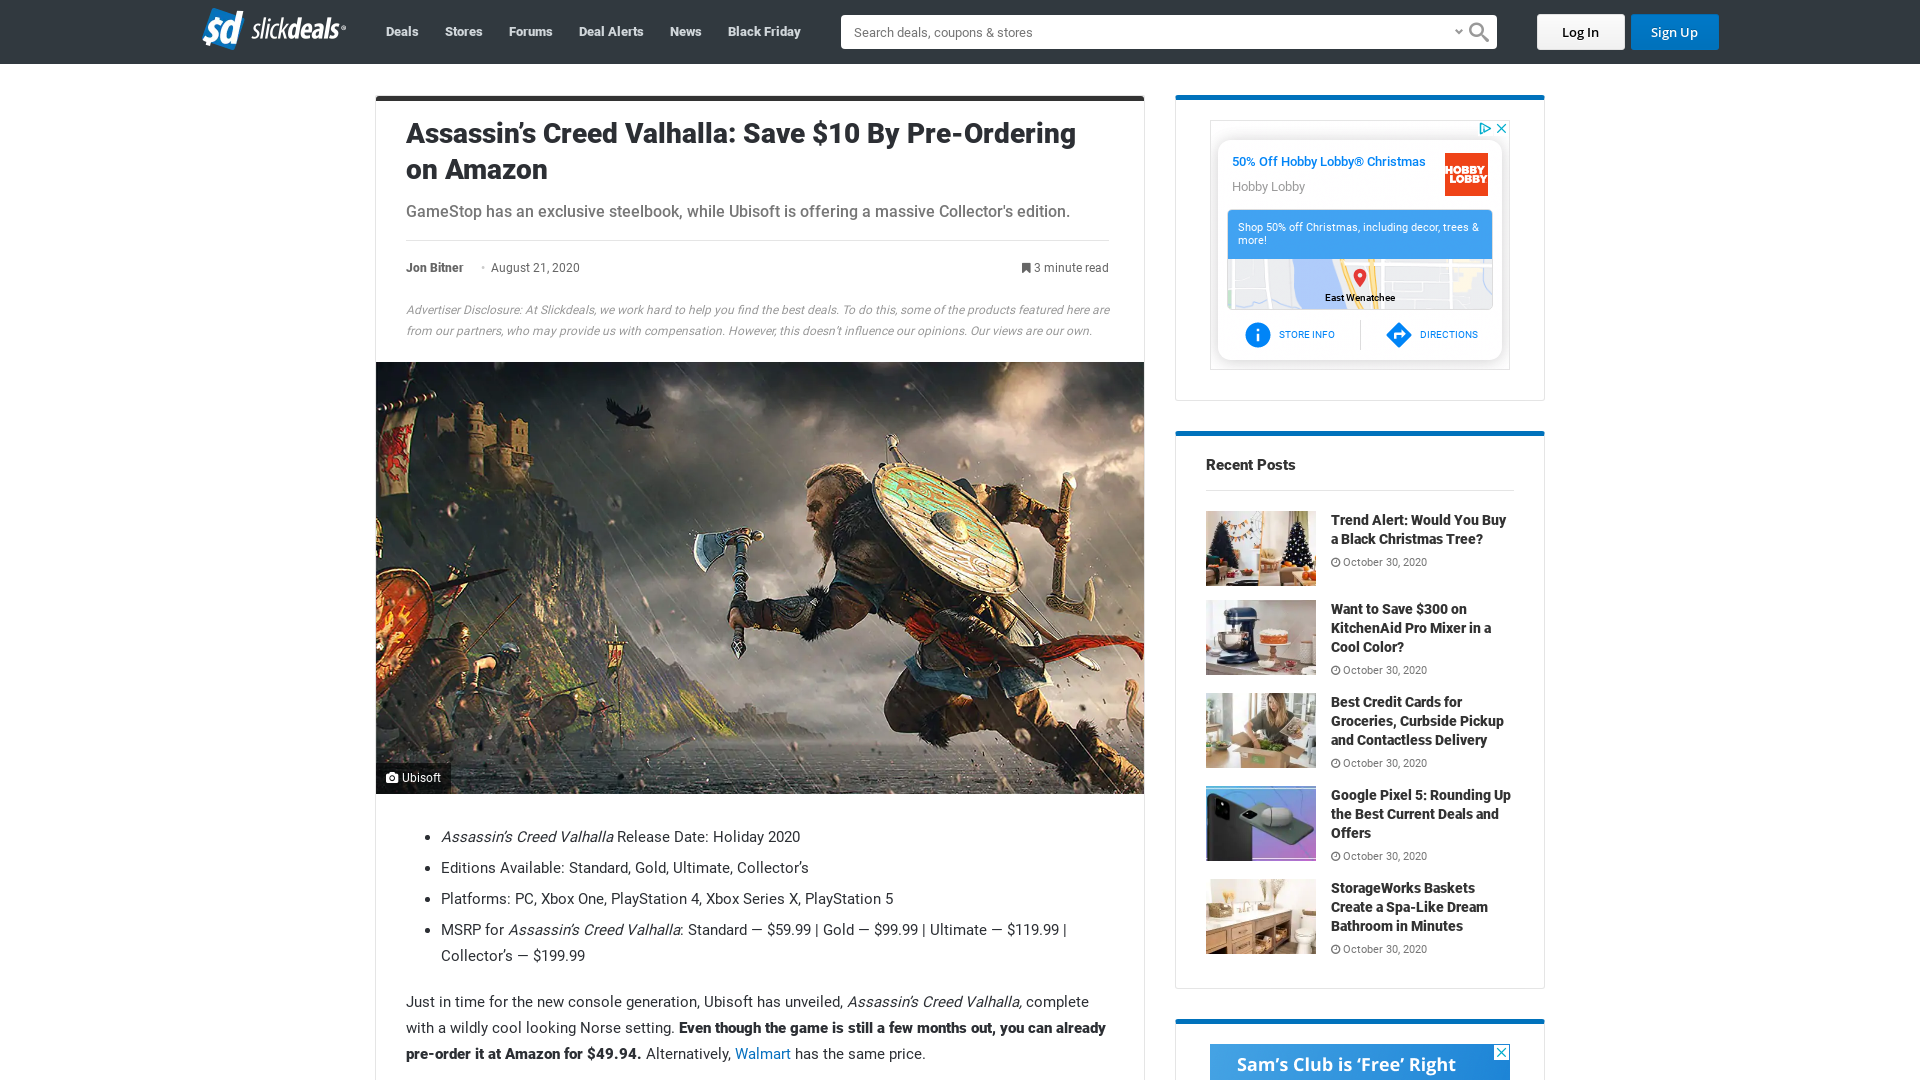 $d slickdeals®
Deals
Stores
Forums
Deal Alerts
News
Black Friday
Search deals, coupons & stores
Log In
Sign Up
Assassin’s Creed Valhalla: Save $10 By Pre-Ordering
on Amazon
GameStop has an exclusive steelbook, while Ubisoft is offering a massive Collector's edition.
Jon Bitner • August 21, 2020
3 minute read
Advertiser Disclosure: At Slickdeals, we work hard to help you find the best deals. To do this, some of the products featured here are
from our partners, who may provide us with compensation. However, this doesn’t influence our opinions. Our views are our own.
Ubisoft
• Assassin’s Creed Valhalla Release Date: Holiday 2020
• Editions Available: Standard, Gold, Ultimate, Collector’s
• Platforms: PC, Xbox One, PlayStation 4, Xbox Series X, PlayStation 5
• MSRP for Assassin’s Creed Valhalla: Standard — $59.99 | Gold — $99.99 | Ultimate — $119.99 |
Collector’s — $199.99
Just in time for the new console generation, Ubisoft has unveiled, Assassin’s Creed Valhalla, complete
with a wildly cool looking Norse setting. Even though the game is still a few months out, you can already
pre-order it at Amazon for $49.94. Alternatively, Walmart has the same price.
50% Off Hobby Lobby® Christmas
Hobby Lobby
HOBBY
LOBBY
Shop 50% off Christmas, including decor, trees &
more!
East Wenatchee
STORE INFO
DIRECTIONS
Recent Posts
Trend Alert: Would You Buy
a Black Christmas Tree?
October 30, 2020
Want to Save $300 on
KitchenAid Pro Mixer in a
Cool Color?
October 30, 2020
Best Credit Cards for
Groceries, Curbside Pickup
and Contactless Delivery
October 30, 2020
Google Pixel 5: Rounding Up
the Best Current Deals and
Offers
October 30, 2020
StorageWorks Baskets
Create a Spa-Like Dream
Bathroom in Minutes
October 30, 2020
Sam’s Club is ‘Free’ Right